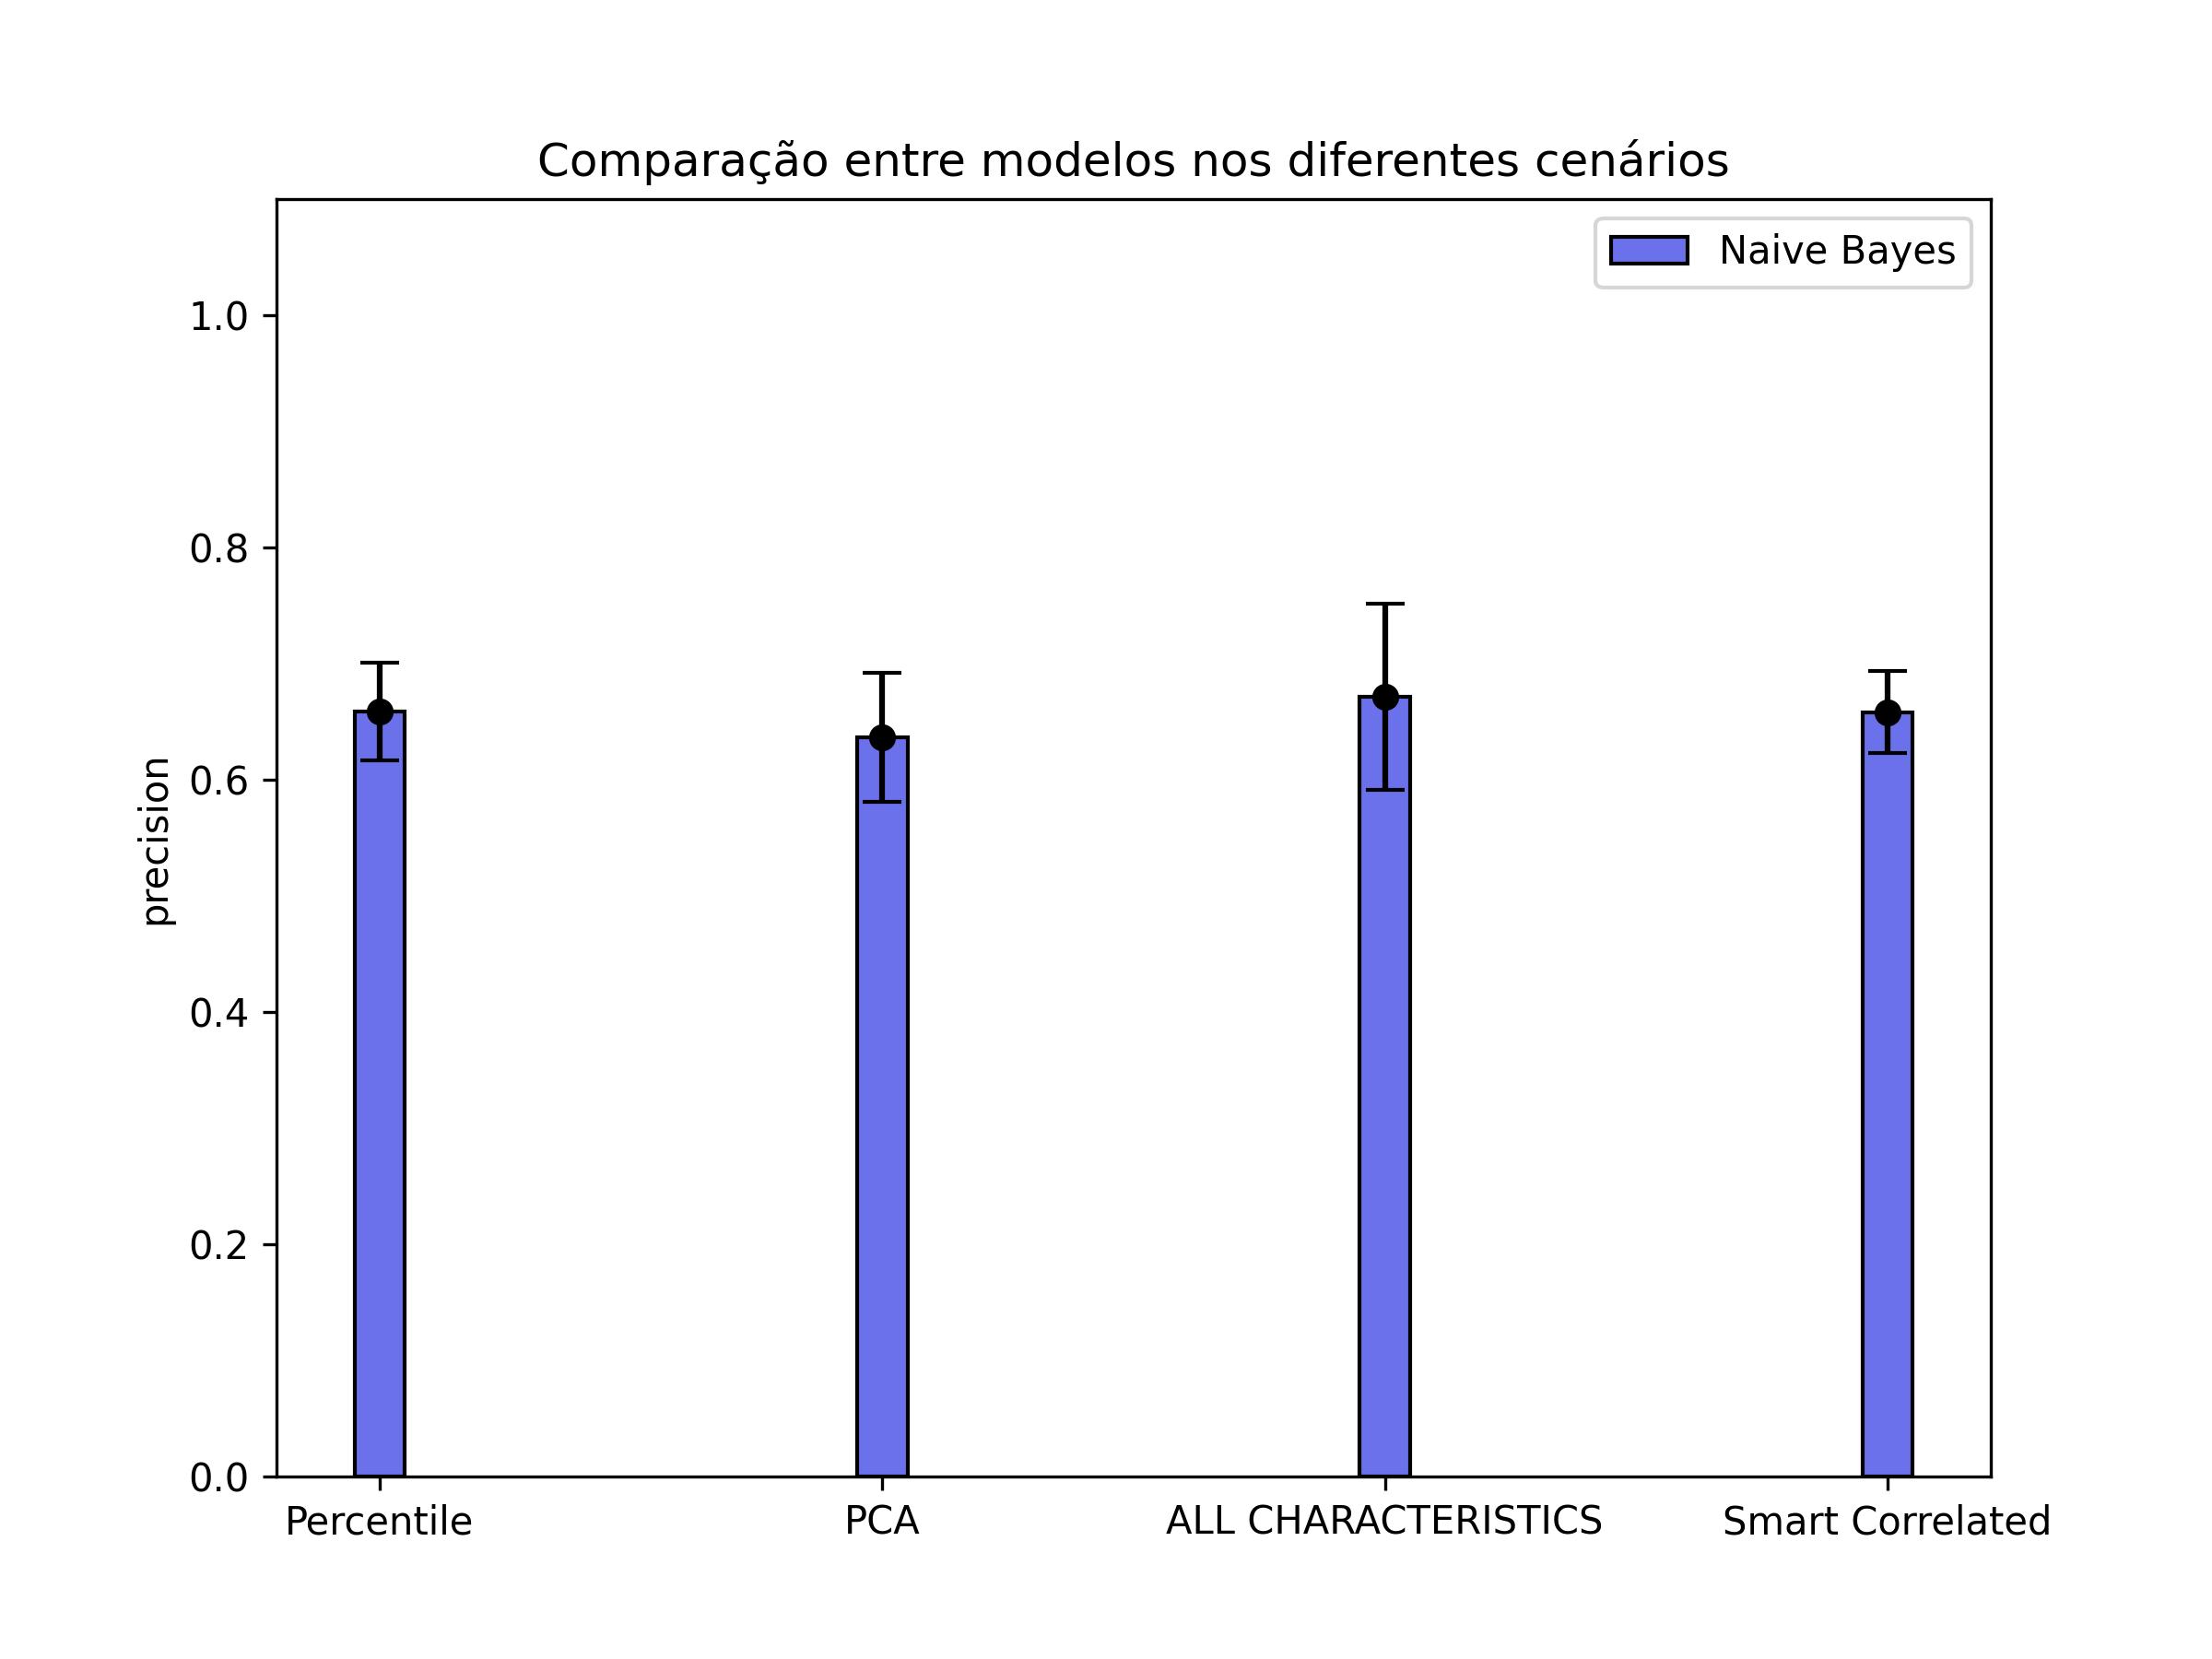 Comparação entre modelos nos diferentes cenários
Naive Bayes
1.0
0.8
0.6
0.4
0.2
0.0
precision
Percentile
PCA
ALL CHARACTERISTICS
Smart Correlated